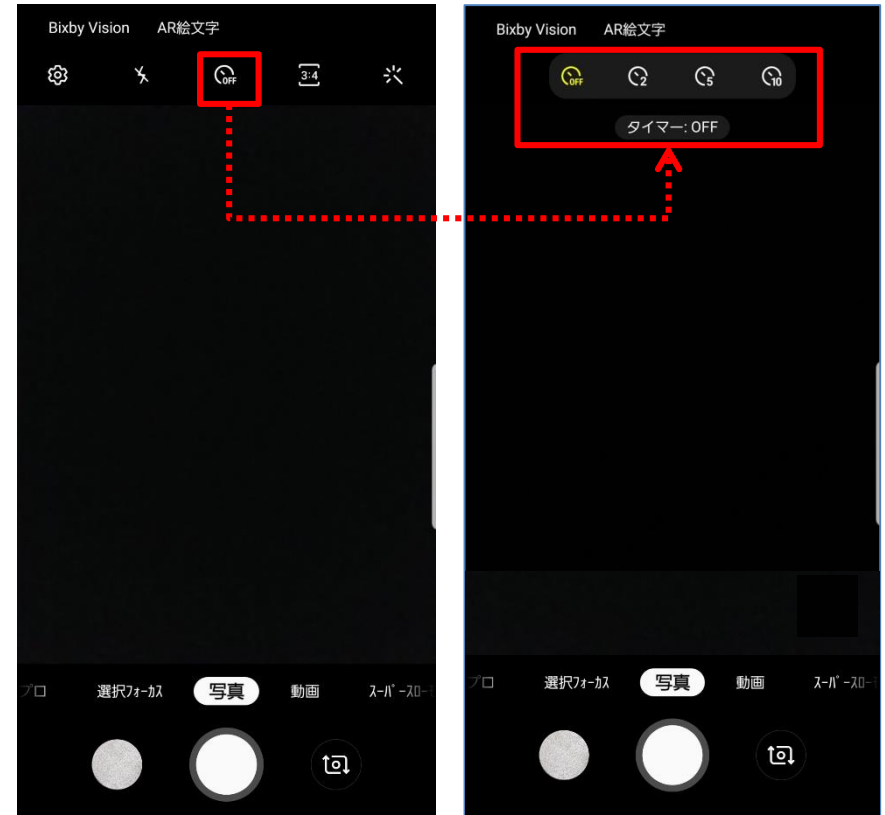 Bixby Vision AR絵文字
OFF 3:4
プロ 選択フォーカス 写真 動画 スーパースローモ
Bixby Vision AR絵文字
OFF 2 5 10
タイマー: OFF
プロ 選択フォーカス 写真 動画 スーパースロー